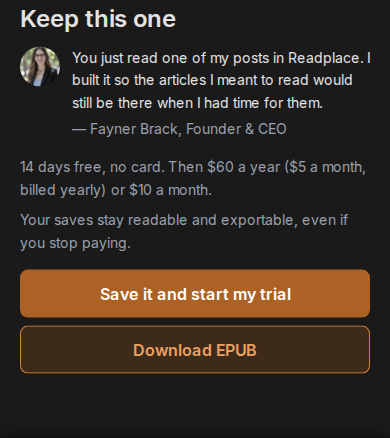 Keep this one
You just read one of my posts in Readplace. I
built it so the articles I meant to read would
still be there when I had time for them.
— Fayner Brack, Founder & CEO
14 days free, no card. Then $60 a year ($5 a month,
billed yearly) or $10 a month.
Your saves stay readable and exportable, even if
you stop paying.
Save it and start my trial
Download EPUB